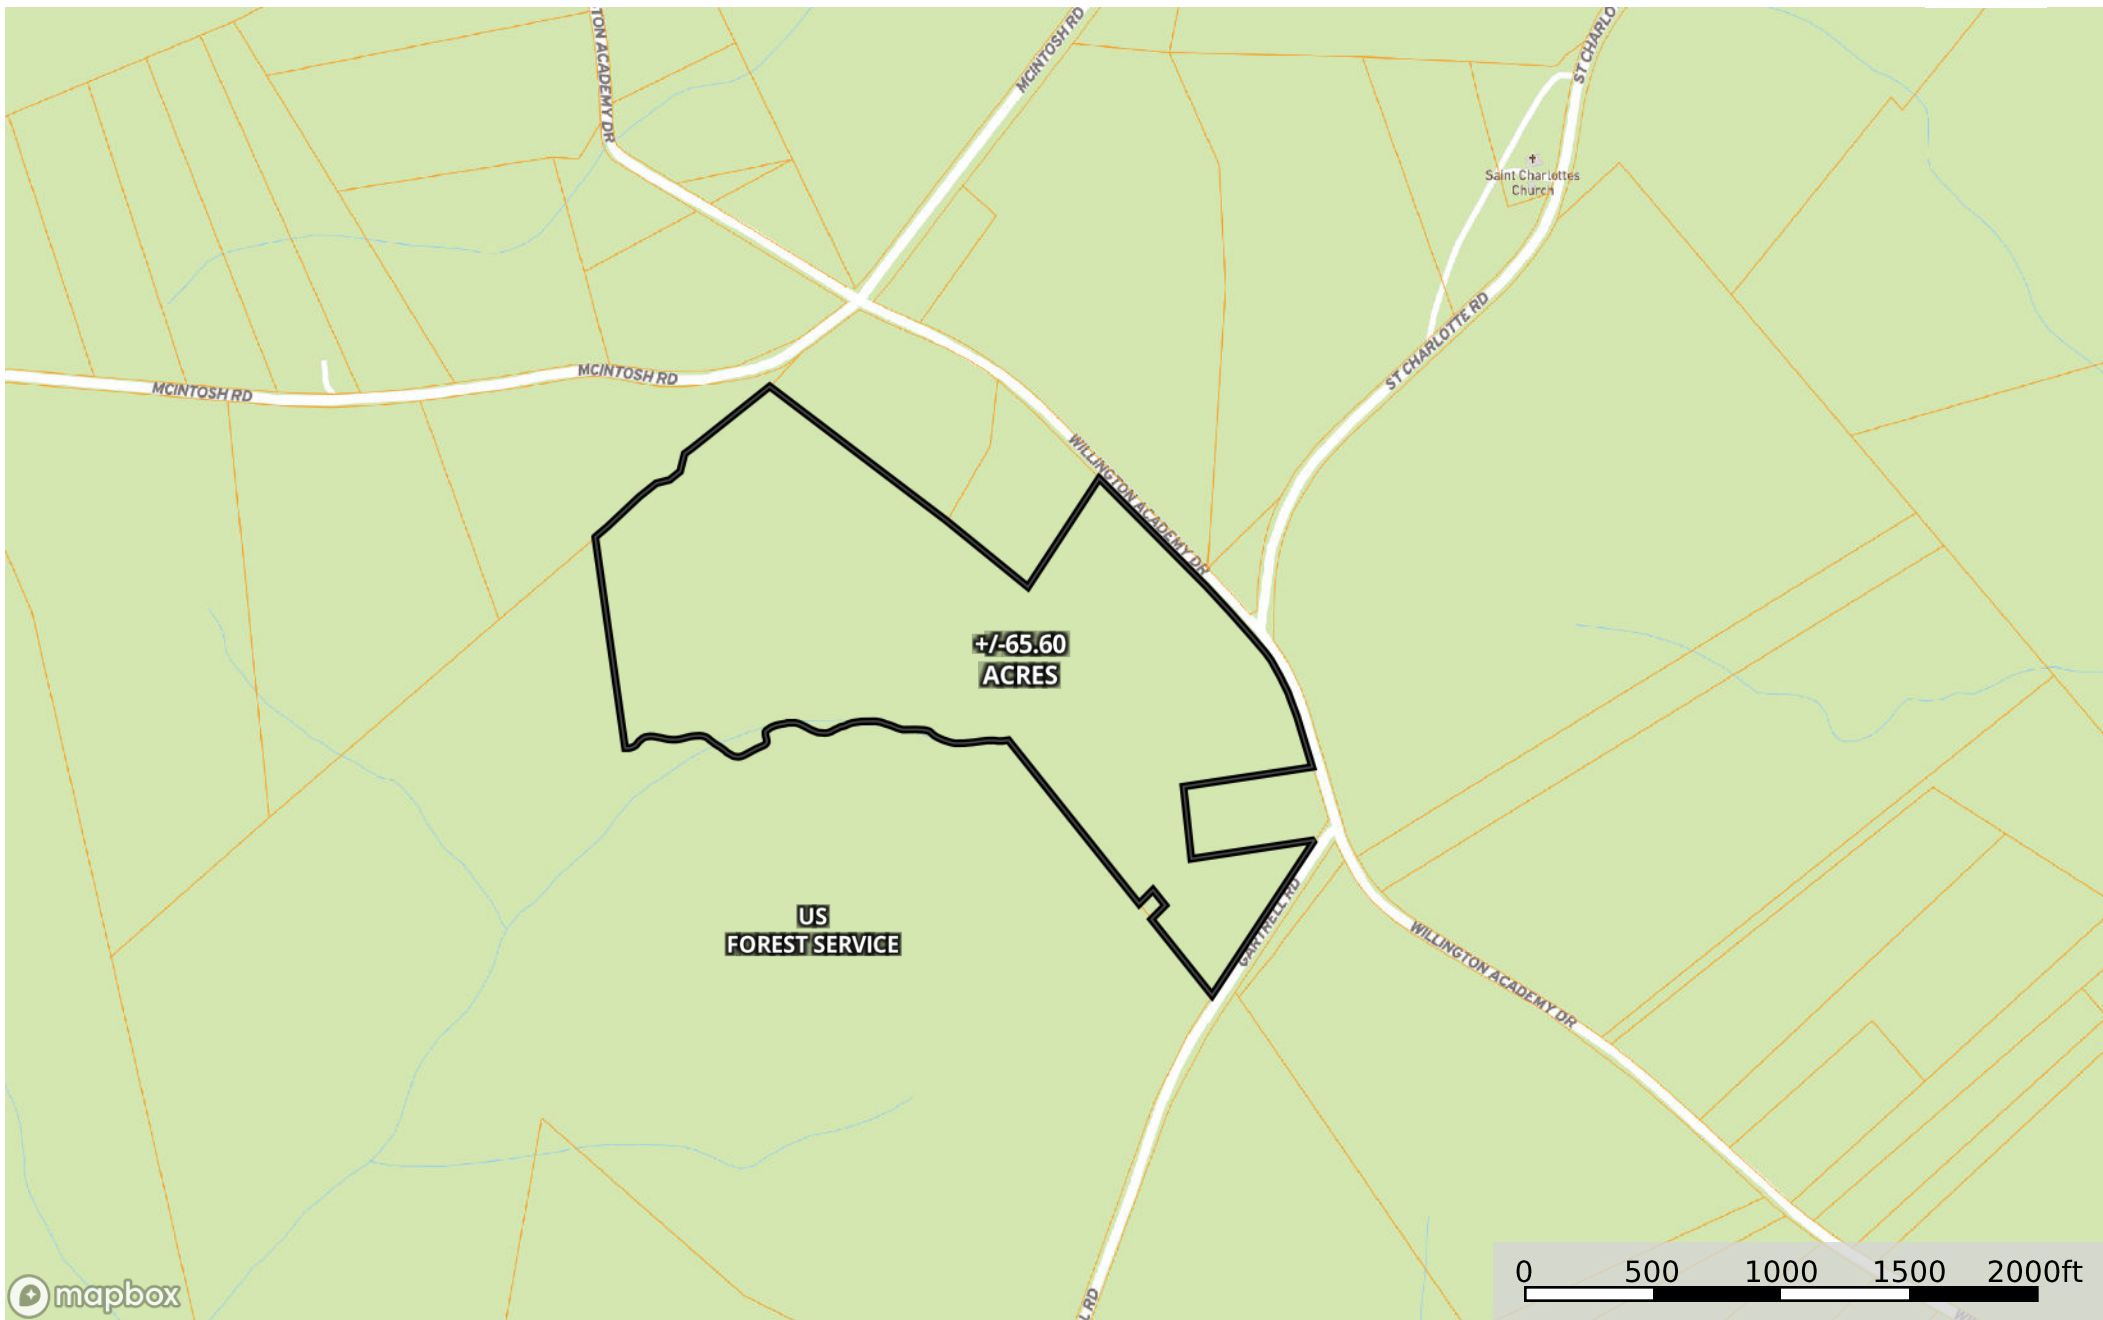 TON ACADEMY DR
MCINTOSH RD
ST CHARLO
Saint Charlottes
Church
ST CHARLOTTE RD
MCINTOSH RD
MCINTOSH RD
WILLINGTON ACADEMY DR
+/-65.60
ACRES
GARTRELL RD
US
FOREST SERVICE
WILLINGTON ACADEMY DR
L RD
0 500 1000 1500 2000ft
mapbox